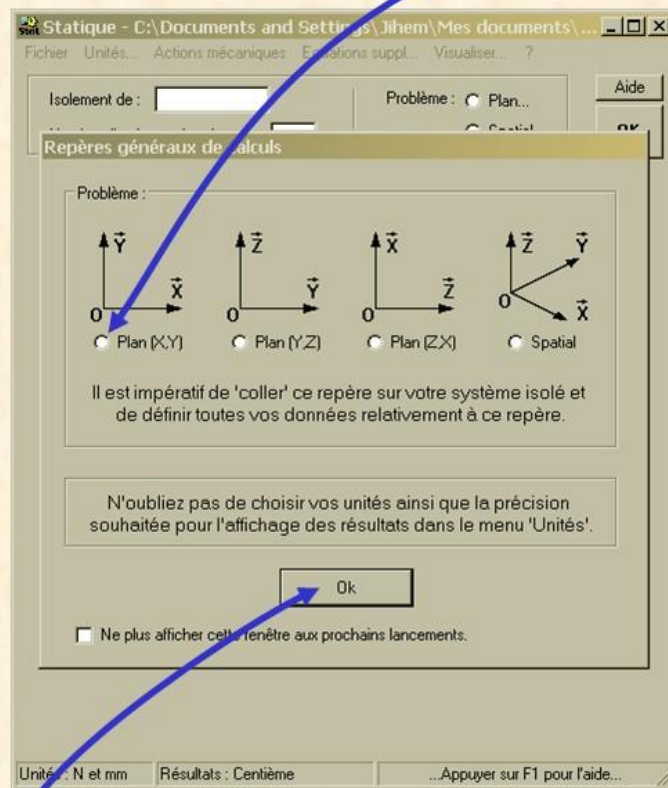 Statique - C:\Documents and Settings\Jihem\Mes documents\...
Fichier Unités... Actions mécaniques Equations suppl... Visualiser... ?
Isolement de :
Problème : Plan...
Aide
Repères généraux de calculs
Problème :
Y X O
Z Y O
X Z O
Z Y O X
Plan (X,Y) Plan (Y,Z) Plan (Z,X) Spatial
Il est impératif de 'coller' ce repère sur votre système isolé et
de définir toutes vos données relativement à ce repère.
N'oubliez pas de choisir vos unités ainsi que la précision
souhaitée pour l'affichage des résultats dans le menu 'Unités'.
Ok
Ne plus afficher cette fenêtre aux prochains lancements.
Unités : N et mm Résultats : Centième ...Appuyer sur F1 pour l'aide...